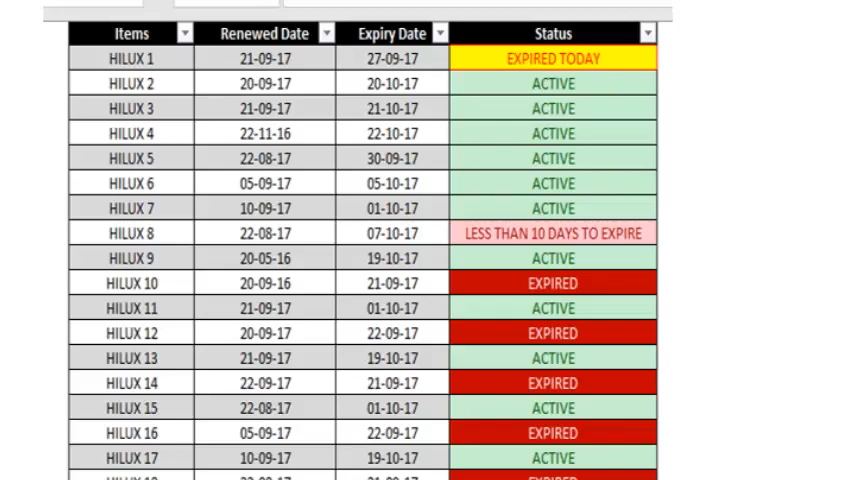 Items Renewed Date Expiry Date Status
HILUX 1 21-09-17 27-09-17 EXPIRED TODAY
HILUX 2 20-09-17 20-10-17 ACTIVE
HILUX 3 21-09-17 21-10-17 ACTIVE
HILUX 4 22-11-16 22-10-17 ACTIVE
HILUX 5 22-08-17 30-09-17 ACTIVE
HILUX 6 05-09-17 05-10-17 ACTIVE
HILUX 7 10-09-17 01-10-17 ACTIVE
HILUX 8 22-08-17 07-10-17 LESS THAN 10 DAYS TO EXPIRE
HILUX 9 20-05-16 19-10-17 ACTIVE
HILUX 10 20-09-16 21-09-17 EXPIRED
HILUX 11 21-09-17 01-10-17 ACTIVE
HILUX 12 20-09-17 22-09-17 EXPIRED
HILUX 13 21-09-17 19-10-17 ACTIVE
HILUX 14 22-09-17 21-09-17 EXPIRED
HILUX 15 22-08-17 01-10-17 ACTIVE
HILUX 16 05-09-17 22-09-17 EXPIRED
HILUX 17 10-09-17 19-10-17 ACTIVE